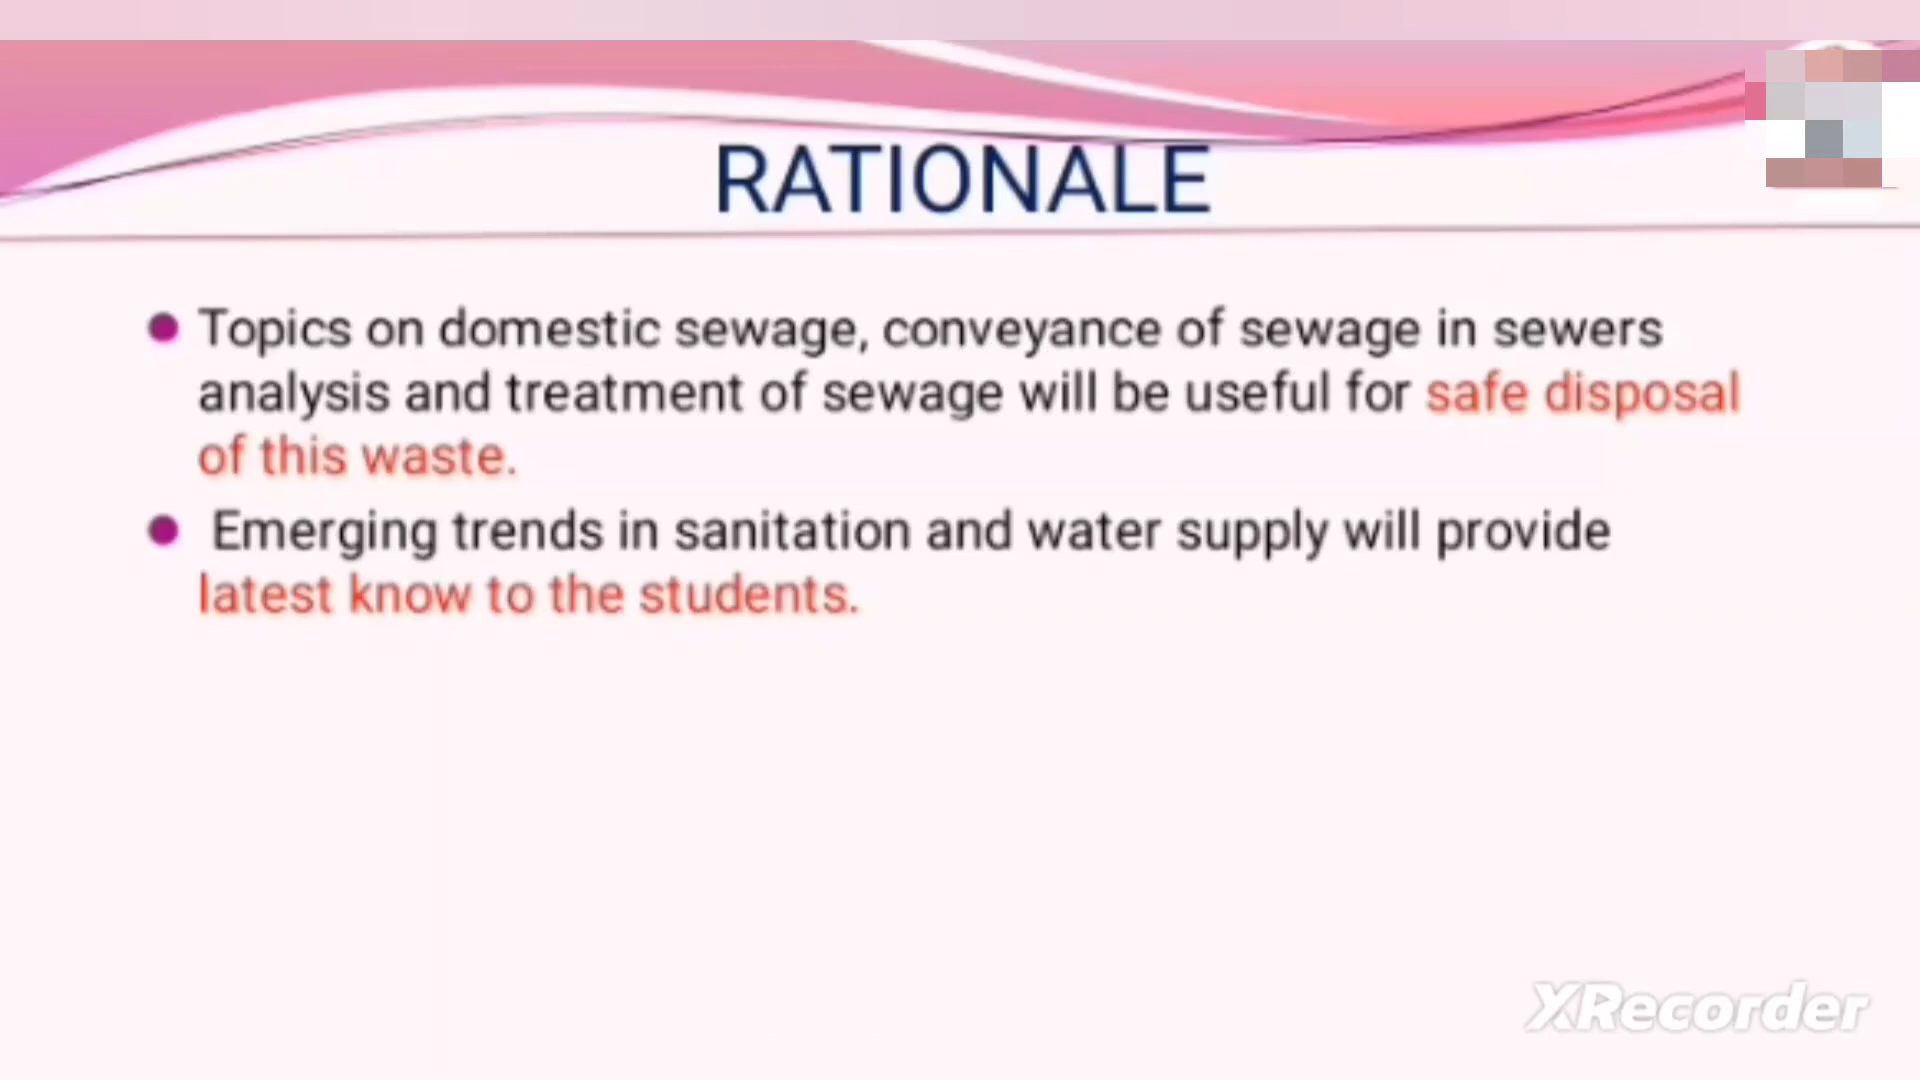 RATIONALE
Topics on domestic sewage, conveyance of sewage in sewers
analysis and treatment of sewage will be useful for safe disposal
of this waste.
Emerging trends in sanitation and water supply will provide
latest know to the students.
XRecorder